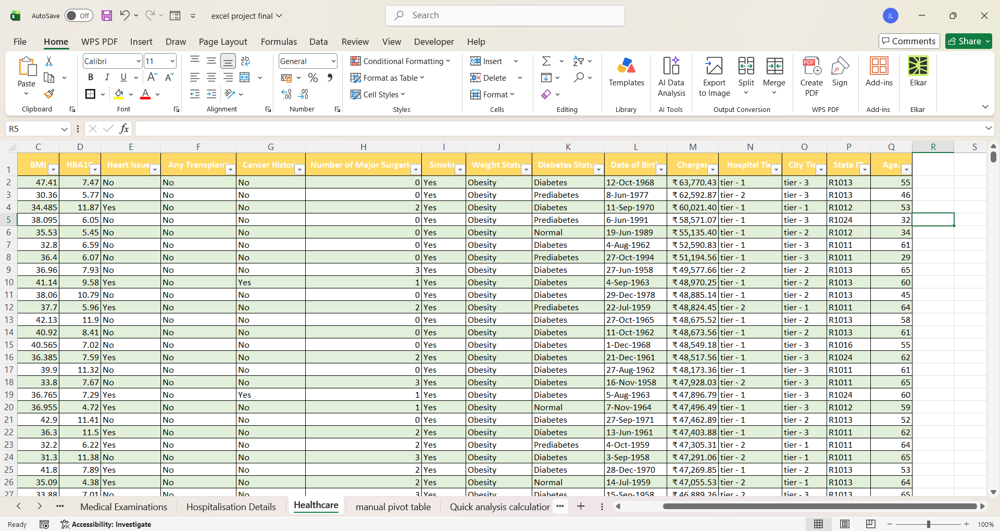 AutoSave Off excel project final Search JL
File Home WPS PDF Insert Draw Page Layout Formulas Data Review View Developer Help Comments Share
Paste Calibri 11 General Conditional Formatting Format as Table Cell Styles Insert Delete Format Templates AI Data Analysis Export to Image Split Merge Create PDF Sign Add-ins Elkar
Clipboard Font Alignment Number Styles Cells Editing Library AI Tools Output Conversion WPS PDF Add-ins Elkar
R5 fx
C D E F G H I J K L M N O P Q R S
1 BMI HBA1C Heart Issue Any Transplan Cancer Histor Number of Major Surgeri Smoke Weight Statu Diabetes Statu Date of Birt Charges Hospital Tie City Tie State I Age.
2 47.41 7.47 No No No 0 Yes Obesity Diabetes 12-Oct-1968 ₹ 63,770.43 tier - 1 tier - 3 R1013 55
3 30.36 5.77 No No No 0 Yes Obesity Prediabetes 8-Jun-1977 ₹ 62,592.87 tier - 2 tier - 3 R1013 46
4 34.485 11.87 Yes No No 2 Yes Obesity Diabetes 11-Sep-1970 ₹ 60,021.40 tier - 1 tier - 1 R1012 53
5 38.095 6.05 No No No 0 Yes Obesity Prediabetes 6-Jun-1991 ₹ 58,571.07 tier - 1 tier - 3 R1024 32
6 35.53 5.45 No No No 0 Yes Obesity Normal 19-Jun-1989 ₹ 55,135.40 tier - 1 tier - 2 R1012 34
7 32.8 6.59 No No No 0 Yes Obesity Diabetes 4-Aug-1962 ₹ 52,590.83 tier - 1 tier - 3 R1011 61
8 36.4 6.07 No No No 0 Yes Obesity Prediabetes 27-Oct-1994 ₹ 51,194.56 tier - 1 tier - 3 R1011 29
9 36.96 7.93 No No No 3 Yes Obesity Diabetes 27-Jun-1958 ₹ 49,577.66 tier - 2 tier - 2 R1013 65
10 41.14 9.58 Yes No Yes 1 Yes Obesity Diabetes 4-Sep-1963 ₹ 48,970.25 tier - 1 tier - 2 R1013 60
11 38.06 10.79 No No No 0 Yes Obesity Diabetes 29-Dec-1978 ₹ 48,885.14 tier - 1 tier - 2 R1013 45
12 37.7 5.96 Yes No No 2 Yes Obesity Prediabetes 22-Jul-1959 ₹ 48,824.45 tier - 2 tier - 1 R1011 64
13 42.13 11.9 No No No 0 Yes Obesity Diabetes 27-Oct-1965 ₹ 48,675.52 tier - 1 tier - 2 R1013 58
14 40.92 8.41 No No No 0 Yes Obesity Diabetes 11-Oct-1962 ₹ 48,673.56 tier - 1 tier - 2 R1013 61
15 40.565 7.02 No No No 0 Yes Obesity Diabetes 1-Dec-1968 ₹ 48,549.18 tier - 1 tier - 3 R1016 55
16 36.385 7.59 Yes No No 2 Yes Obesity Diabetes 21-Dec-1961 ₹ 48,517.56 tier - 1 tier - 3 R1024 62
17 39.9 11.32 No No No 0 Yes Obesity Diabetes 27-Aug-1962 ₹ 48,173.36 tier - 1 tier - 3 R1011 61
18 33.8 7.67 No No No 3 Yes Obesity Diabetes 16-Nov-1958 ₹ 47,928.03 tier - 2 tier - 3 R1011 65
19 36.765 7.29 Yes No Yes 1 Yes Obesity Diabetes 5-Aug-1963 ₹ 47,896.79 tier - 1 tier - 3 R1024 60
20 36.955 4.72 Yes No No 1 Yes Obesity Normal 7-Nov-1964 ₹ 47,496.49 tier - 1 tier - 3 R1012 59
21 42.9 11.41 No No No 0 Yes Obesity Diabetes 27-Sep-1971 ₹ 47,462.89 tier - 1 tier - 2 R1013 52
22 36.3 11.5 Yes No No 2 Yes Obesity Diabetes 13-Jun-1961 ₹ 47,403.88 tier - 1 tier - 3 R1011 62
23 32.2 6.22 Yes No No 2 Yes Obesity Prediabetes 4-Oct-1959 ₹ 47,305.31 tier - 2 tier - 1 R1011 64
24 31.3 11.38 No No No 3 Yes Obesity Diabetes 3-Sep-1958 ₹ 47,291.06 tier - 2 tier - 1 R1011 65
25 41.8 7.89 Yes No No 2 Yes Obesity Diabetes 28-Dec-1970 ₹ 47,269.85 tier - 1 tier - 2 R1013 53
26 35.09 4.38 Yes No No 2 Yes Obesity Normal 14-Jul-1959 ₹ 47,055.53 tier - 2 tier - 1 R1013 64
27 33.88 7.01 No No No 3 Yes Obesity Diabetes 15-Sep-1958 ₹ 46,889.26 tier - 2 tier - 3 R1013 65
Medical Examinations Hospitalisation Details Healthcare manual pivot table Quick analysis calculation
Ready Accessibility: Investigate 100%